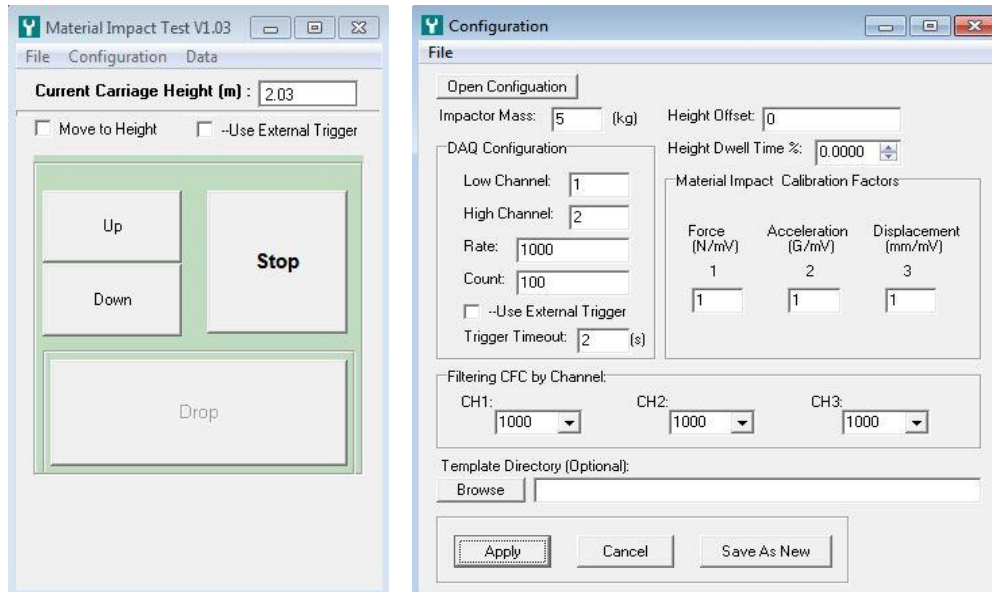 Material Impact Test V1.03
File Configuration Data
Current Carriage Height (m) : 2.03
Move to Height --Use External Trigger
Up
Stop
Down
Drop
Configuration
File
Open Configuation
Impactor Mass: 5 (kg) Height Offset: 0
Height Dwell Time %: 0.0000
DAQ Configuration
Low Channel: 1
High Channel: 2
Rate: 1000
Count: 100
--Use External Trigger
Trigger Timeout: 2 (s)
Material Impact Calibration Factors
Force Acceleration Displacement
(N/mV) (G/mV) (mm/mV)
1 2 3
1 1 1
Filtering CFC by Channel:
CH1: CH2: CH3:
1000 1000 1000
Template Directory (Optional):
Browse
Apply Cancel Save As New